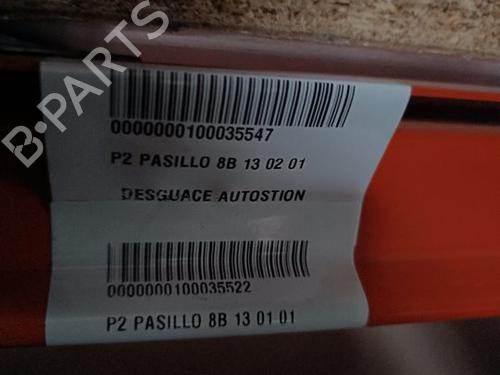 B-PARTS
0000000100035547
P2 PASILLO 8B 13 02 01
DESGUACE AUTOSTION
0000000100035522
P2 PASILLO 8B 13 01 01